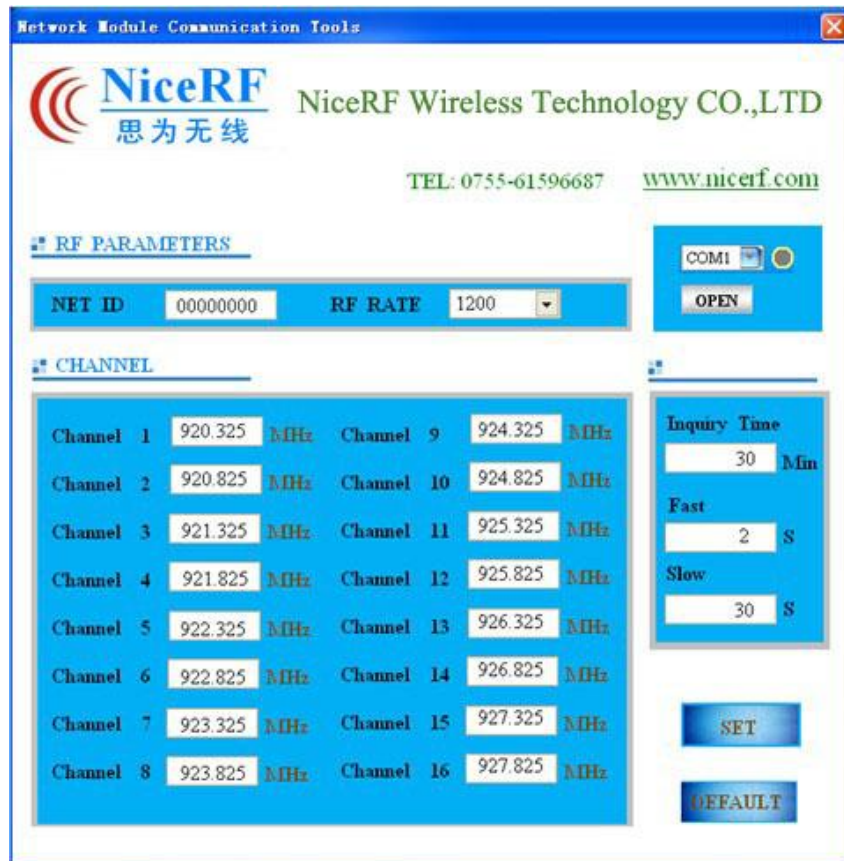 Network Module Communication Tools
NiceRF
思为无线
NiceRF Wireless Technology CO.,LTD
TEL: 0755-61596687 www.nicerf.com
RF PARAMETERS
NET ID 00000000 RF RATE 1200
COM1
OPEN
CHANNEL
Channel 1 920.325 MHz Channel 9 924.325 MHz
Channel 2 920.825 MHz Channel 10 924.825 MHz
Channel 3 921.325 MHz Channel 11 925.325 MHz
Channel 4 921.825 MHz Channel 12 925.825 MHz
Channel 5 922.325 MHz Channel 13 926.325 MHz
Channel 6 922.825 MHz Channel 14 926.825 MHz
Channel 7 923.325 MHz Channel 15 927.325 MHz
Channel 8 923.825 MHz Channel 16 927.825 MHz
Inquiry Time
30 Min
Fast
2 S
Slow
30 S
SET
DEFAULT